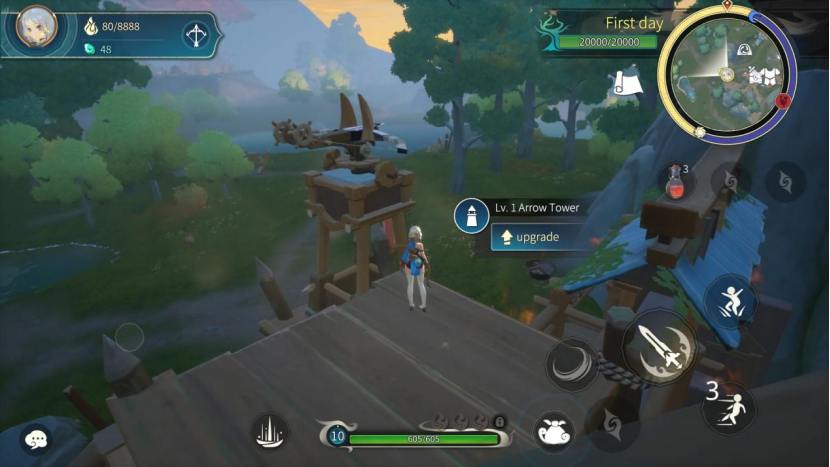 80/8888
48
First day
20000/20000
3
Lv. 1 Arrow Tower
upgrade
3
10
605/605